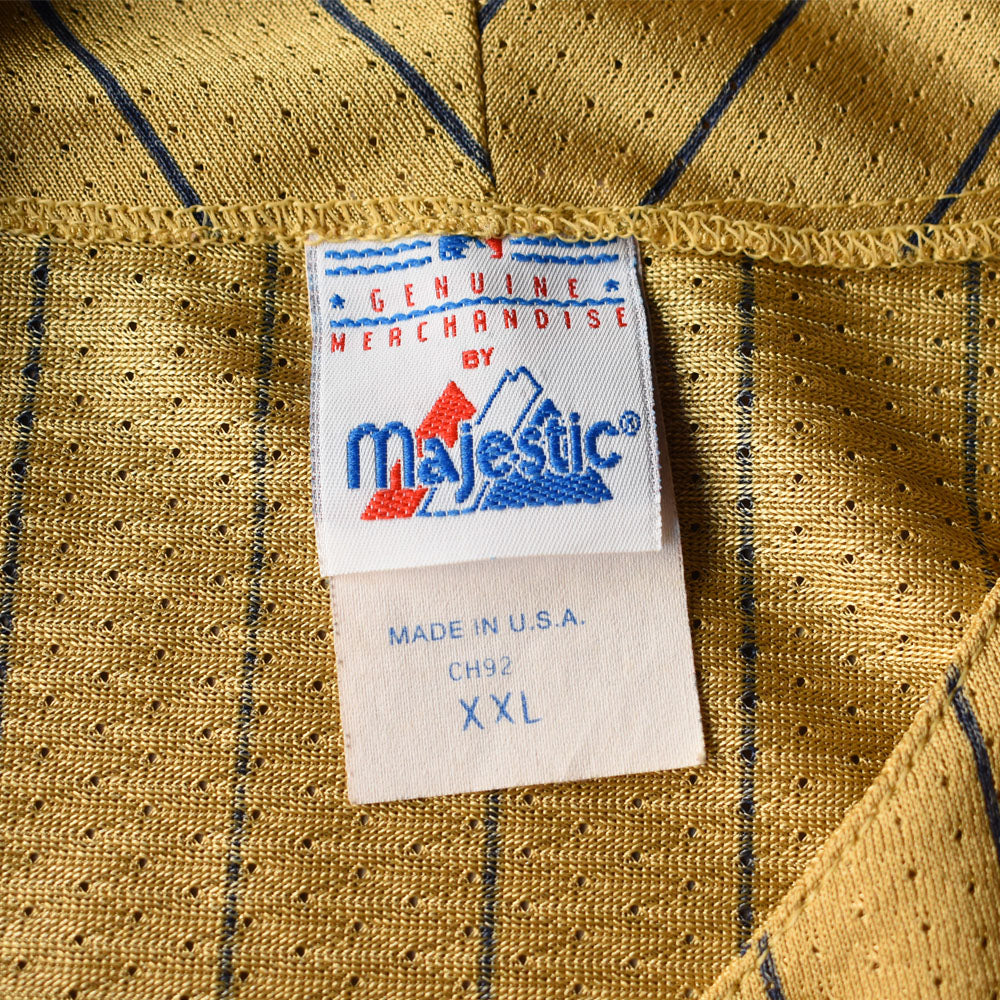 GENUINE
MERCHANDISE
BY
Majestic®
MADE IN U.S.A.
CH92
XXL